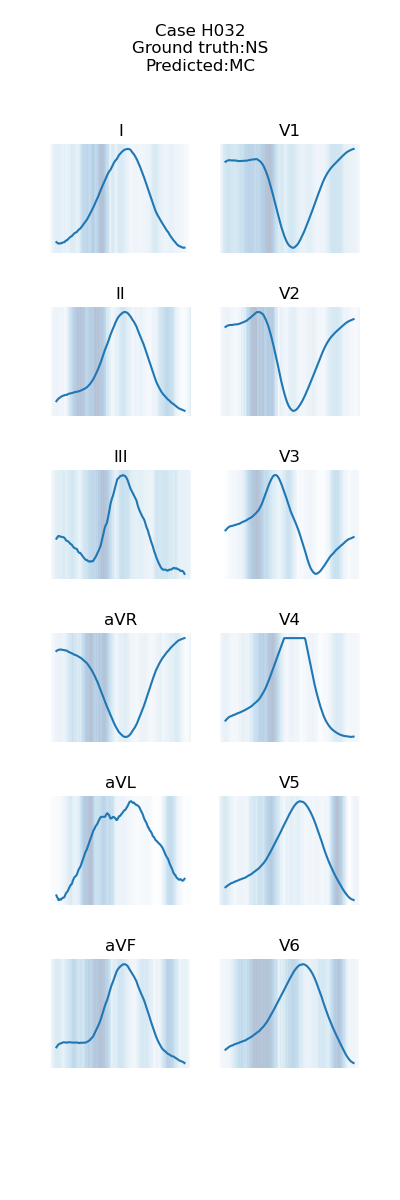 Case H032
Ground truth:NS
Predicted:MC
I
V1
II
V2
III
V3
aVR
V4
aVL
V5
aVF
V6